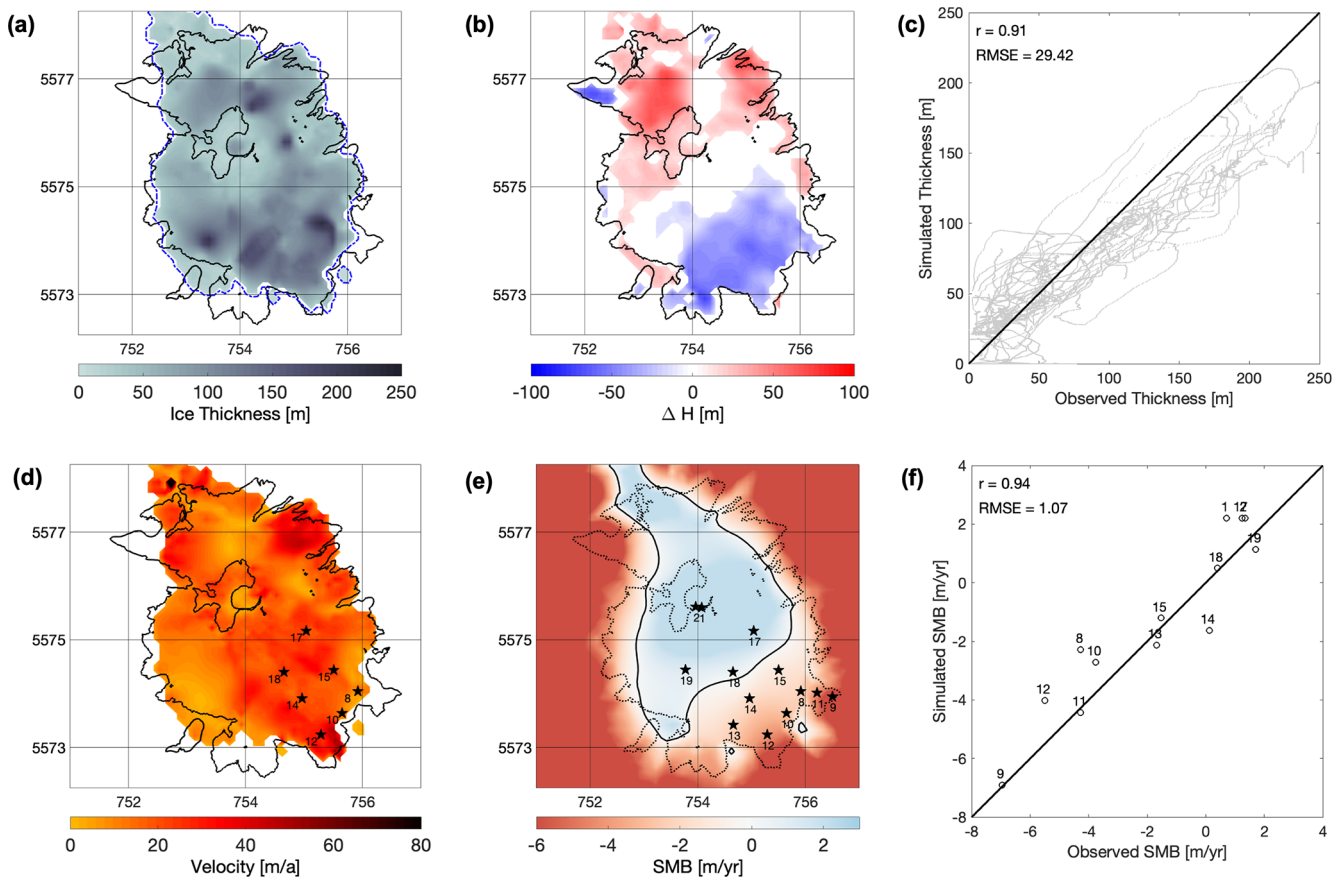 (a)
5577
5575
5573
752 754 756
0 50 100 150 200 250
Ice Thickness [m]
(b)
5577
5575
5573
752 754 756
-100 -50 0 50 100
Δ H [m]
(c)
r = 0.91
RMSE = 29.42
250
200
150
100
50
0
Simulated Thickness [m]
0 50 100 150 200 250
Observed Thickness [m]
(d)
5577
5575
5573
17
18
15
14
8
10
12
752 754 756
0 20 40 60 80
Velocity [m/a]
(e)
5577
5575
5573
21
17
19
18
15
14
8
11
9
10
13
12
752 754 756
-6 -4 -2 0 2
SMB [m/yr]
(f)
r = 0.94
RMSE = 1.07
4
2
0
-2
-4
-6
-8
Simulated SMB [m/yr]
1
19
18
15
14
13
8
10
12
11
9
-8 -6 -4 -2 0 2 4
Observed SMB [m/yr]